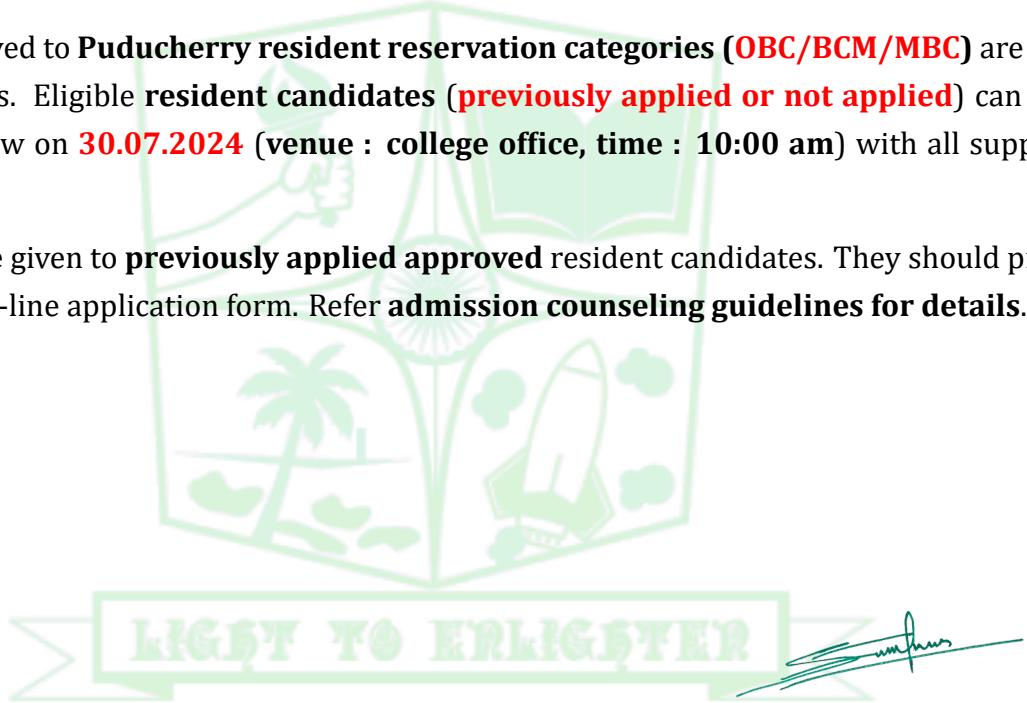 ved to Puducherry resident reservation categories (OBC/BCM/MBC) are
s. Eligible resident candidates (previously applied or not applied) can
w on 30.07.2024 (venue : college office, time : 10:00 am) with all supp
e given to previously applied approved resident candidates. They should p
-line application form. Refer admission counseling guidelines for details.
LIGHT TO ENLIGHTEN